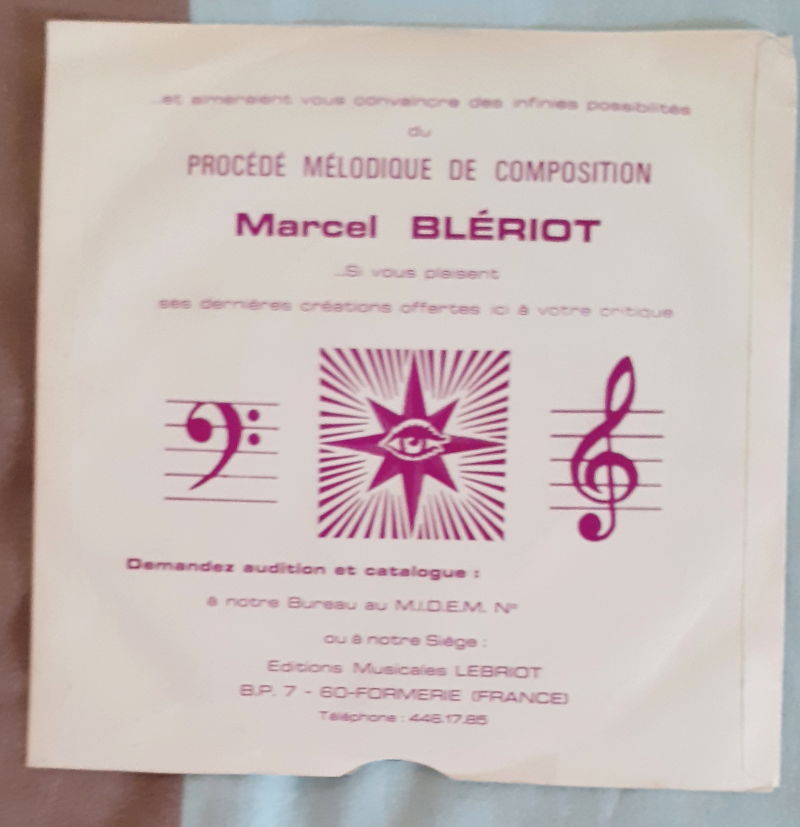 ...et aimeraient vous convaincre des infinies possibilités
du
PROCÉDÉ MÉLODIQUE DE COMPOSITION
Marcel BLÉRIOT
...Si vous plaisent
ses dernières créations offertes ici à votre critique
Demandez audition et catalogue :
à notre Bureau au M.I.D.E.M. Nº
ou à notre Siège :
Editions Musicales LEBRIOT
B.P. 7 - 60-FORMERIE (FRANCE)
Téléphone : 446.17.85